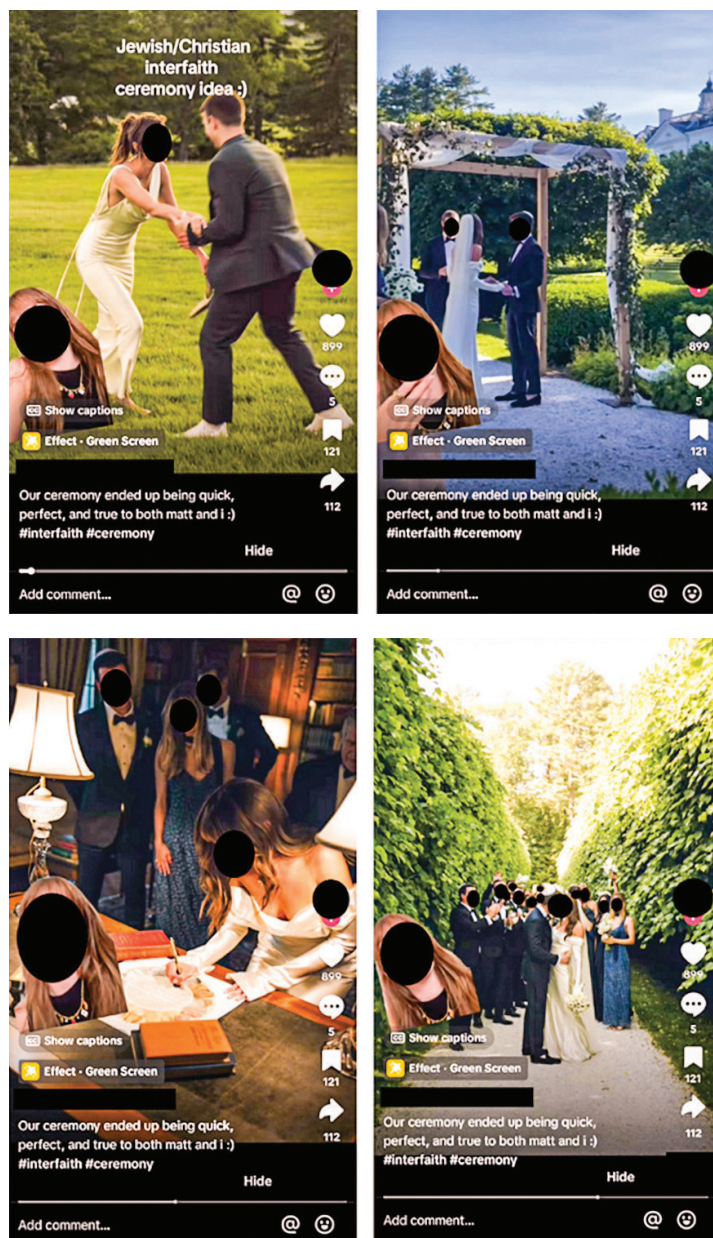 Jewish/Christian
interfaith
ceremony idea :)
899
5
121
112
CC Show captions
Effect · Green Screen
Our ceremony ended up being quick,
perfect, and true to both matt and i :)
#interfaith #ceremony
Hide
Add comment...
@
899
5
121
112
CC Show captions
Effect · Green Screen
Our ceremony ended up being quick,
perfect, and true to both matt and i :)
#interfaith #ceremony
Hide
Add comment...
@
899
5
121
112
CC Show captions
Effect · Green Screen
Our ceremony ended up being quick,
perfect, and true to both matt and i :)
#interfaith #ceremony
Hide
Add comment...
@
899
5
121
112
CC Show captions
Effect · Green Screen
Our ceremony ended up being quick,
perfect, and true to both matt and i :)
#interfaith #ceremony
Hide
Add comment...
@